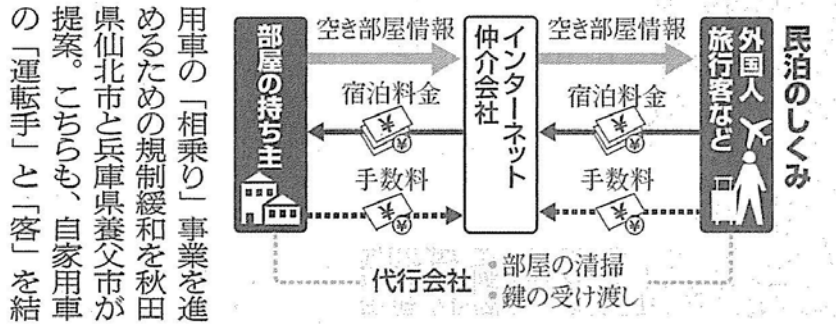 民泊のしくみ
外国人
旅行客など
空き部屋情報
宿泊料金
手数料
インターネット
仲介会社
空き部屋情報
宿泊料金
手数料
部屋の持ち主
代行会社
・部屋の清掃
・鍵の受け渡し
用車の「相乗り」事業を進
めるための規制緩和を秋田
県仙北市と兵庫県養父市が
提案。こちらも、自家用車
の「運転手」と「客」を結